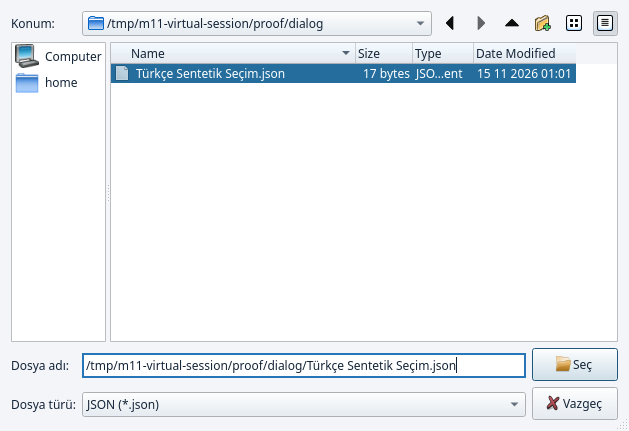 Konum: /tmp/m11-virtual-session/proof/dialog
Computer
home
Name Size Type Date Modified
Türkçe Sentetik Seçim.json 17 bytes JSO...ent 15 11 2026 01:01
Dosya adı: /tmp/m11-virtual-session/proof/dialog/Türkçe Sentetik Seçim.json Seç
Dosya türü: JSON (*.json) Vazgeç